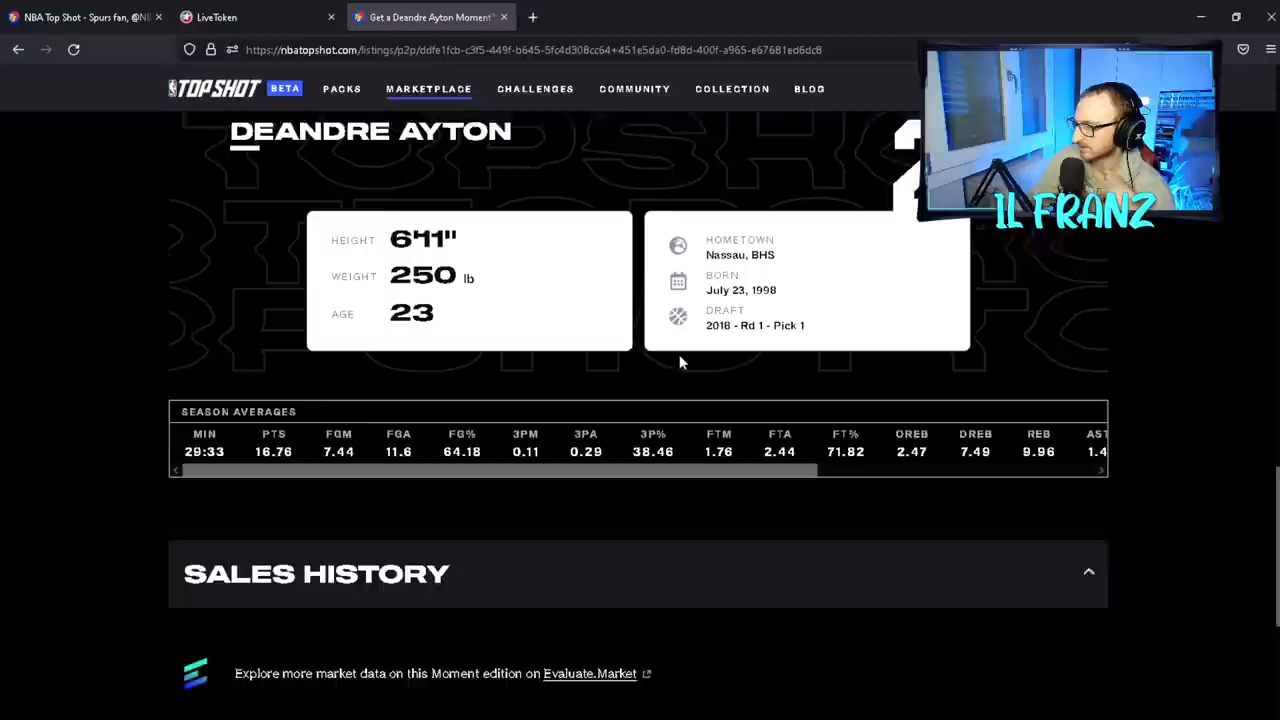 NBA Top Shot - Spurs fan, @NB
LiveToken
Get a Deandre Ayton Moment™
https://nbatopshot.com/listings/p2p/ddfe1fcb-c3f5-449f-b645-5fc4d308cc64+451e5da0-fd8d-400f-a965-e67681ed6dc8
TOP SHOT BETA PACKS MARKETPLACE CHALLENGES COMMUNITY COLLECTION BLOG
DEANDRE AYTON
2
IL FRANZ
HEIGHT 6'11"
WEIGHT 250 lb
AGE 23
HOMETOWN
Nassau, BHS
BORN
July 23, 1998
DRAFT
2018 - Rd 1 - Pick 1
SEASON AVERAGES
MIN PTS FGM FGA FG% 3PM 3PA 3P% FTM FTA FT% OREB DREB REB AST
29:33 16.76 7.44 11.6 64.18 0.11 0.29 38.46 1.76 2.44 71.82 2.47 7.49 9.96 1.4
SALES HISTORY
Explore more market data on this Moment edition on Evaluate.Market